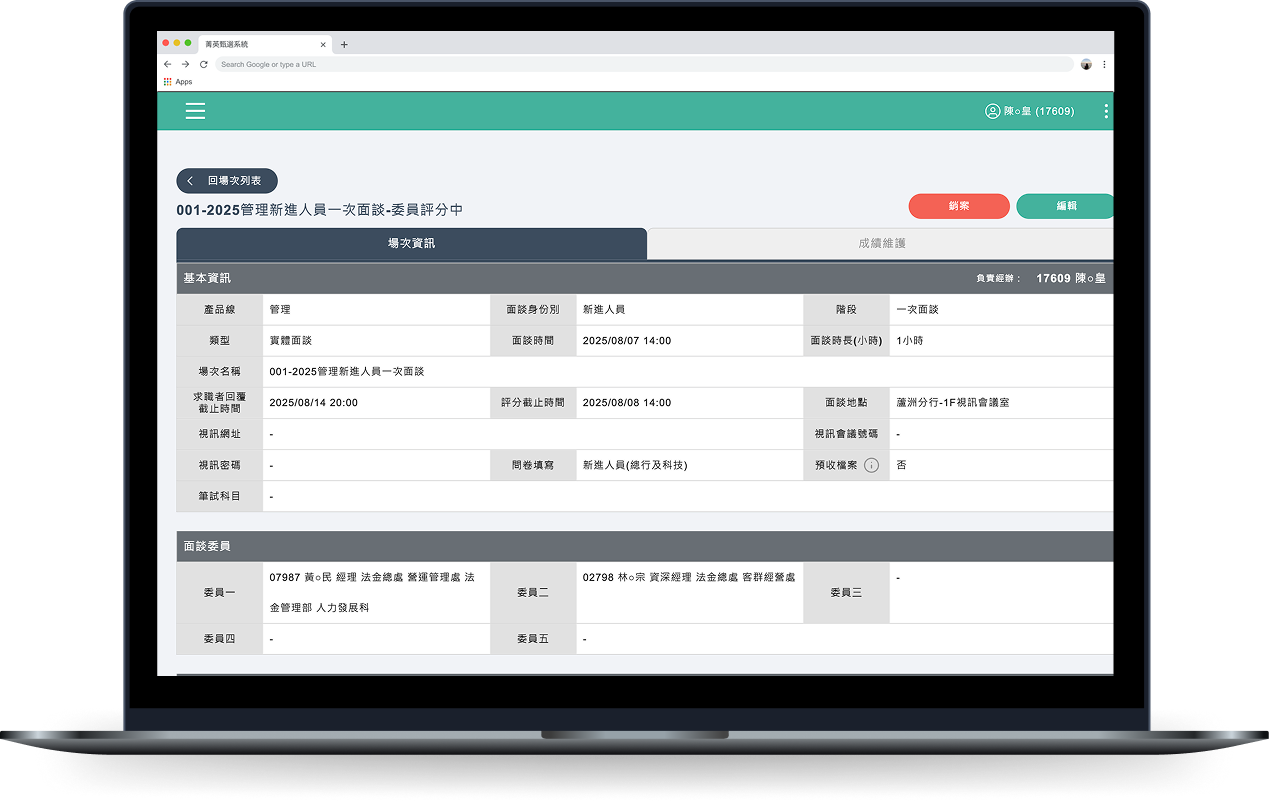 菁英甄選系統
Search Google or type a URL
Apps
陳○皇 (17609)
回場次列表
001-2025管理新進人員一次面談-委員評分中
銷案
編輯
場次資訊
成績維護
基本資訊
負責經辦： 17609 陳○皇
產品線 管理 面談身份別 新進人員 階段 一次面談
類型 實體面談 面談時間 2025/08/07 14:00 面談時長(小時) 1小時
場次名稱 001-2025管理新進人員一次面談
求職者回覆
截止時間
2025/08/14 20:00 評分截止時間 2025/08/08 14:00 面談地點 蘆洲分行-1F視訊會議室
視訊網址 - 視訊會議號碼 -
視訊密碼 - 問卷填寫 新進人員(總行及科技) 預收檔案 否
筆試科目 -
面談委員
委員一
07987 黃○民 經理 法金總處 營運管理處 法
金管理部 人力發展科
委員二
02798 林○宗 資深經理 法金總處 客群經營處
委員三
-
委員四 - 委員五 -